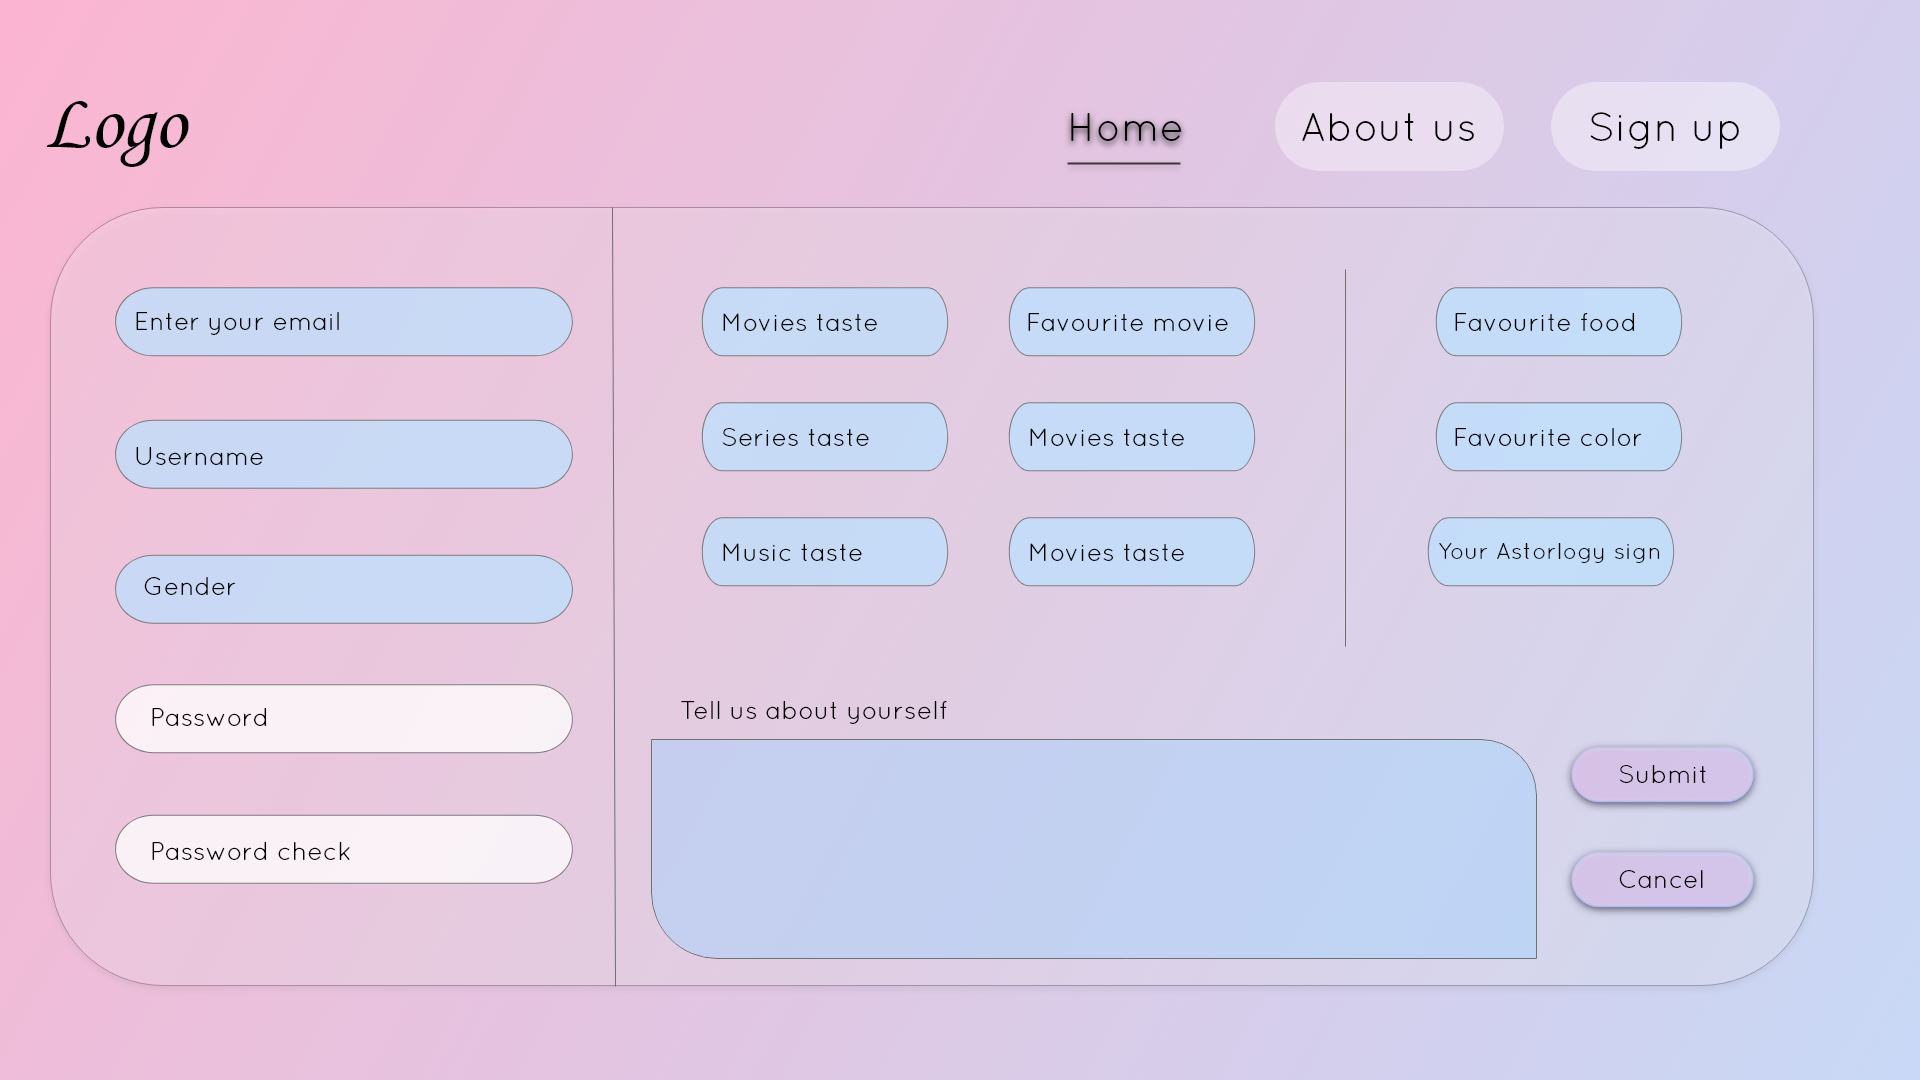 Logo
Home
About us
Sign up
Enter your email
Username
Gender
Password
Password check
Movies taste
Favourite movie
Series taste
Movies taste
Music taste
Movies taste
Favourite food
Favourite color
Your Astorlogy sign
Tell us about yourself
Submit
Cancel